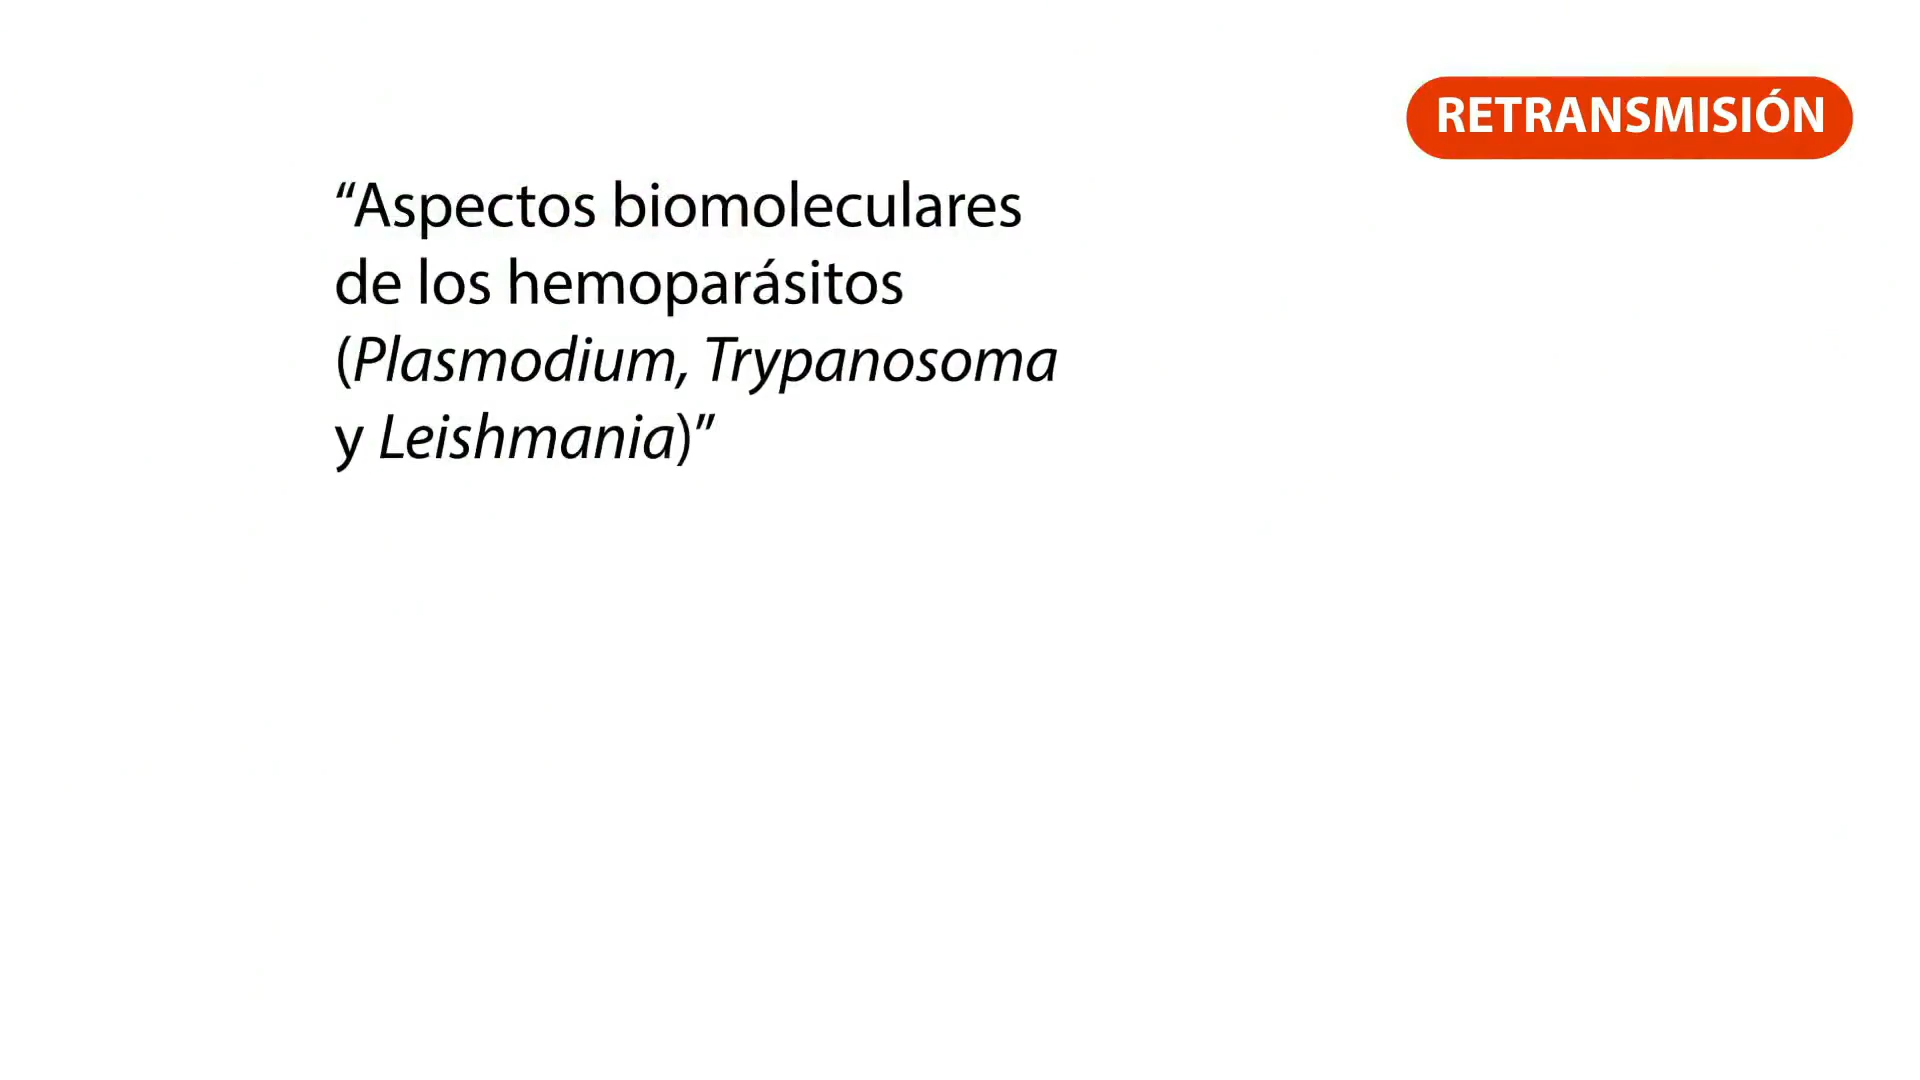 RETRANSMISIÓN
“Aspectos biomoleculares
de los hemoparásitos
(Plasmodium, Trypanosoma
y Leishmania)”